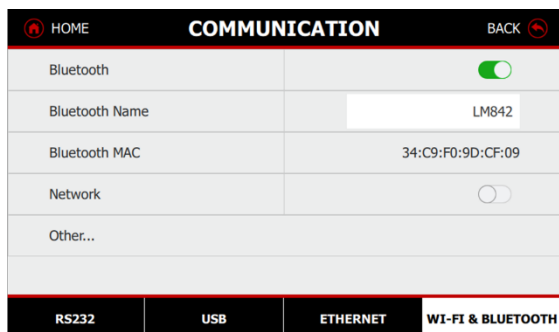 HOME COMMUNICATION BACK
Bluetooth
Bluetooth Name LM842
Bluetooth MAC 34:C9:F0:9D:CF:09
Network
Other...
RS232 USB ETHERNET WI-FI & BLUETOOTH